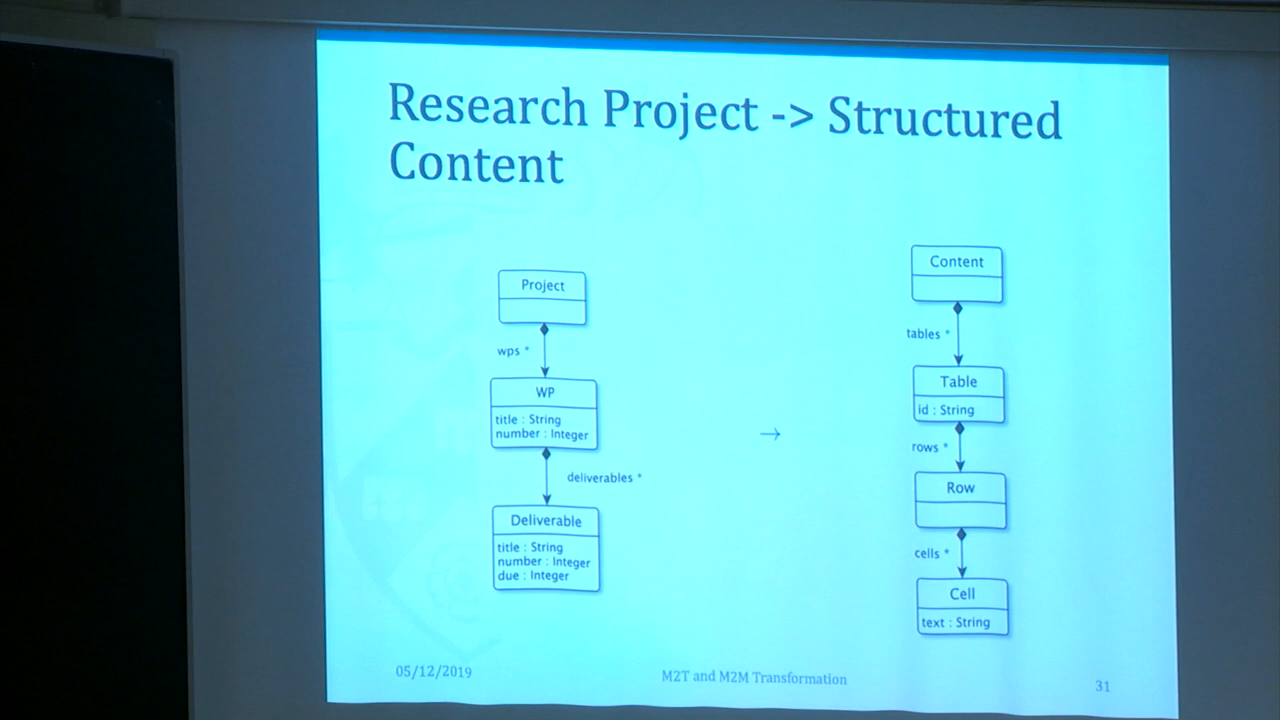 Research Project -> Structured
Content
Project
wps *
WP
title : String
number : Integer
deliverables *
Deliverable
title : String
number : Integer
due : Integer
→
Content
tables *
Table
id : String
rows *
Row
cells *
Cell
text : String
05/12/2019
M2T and M2M Transformation
31